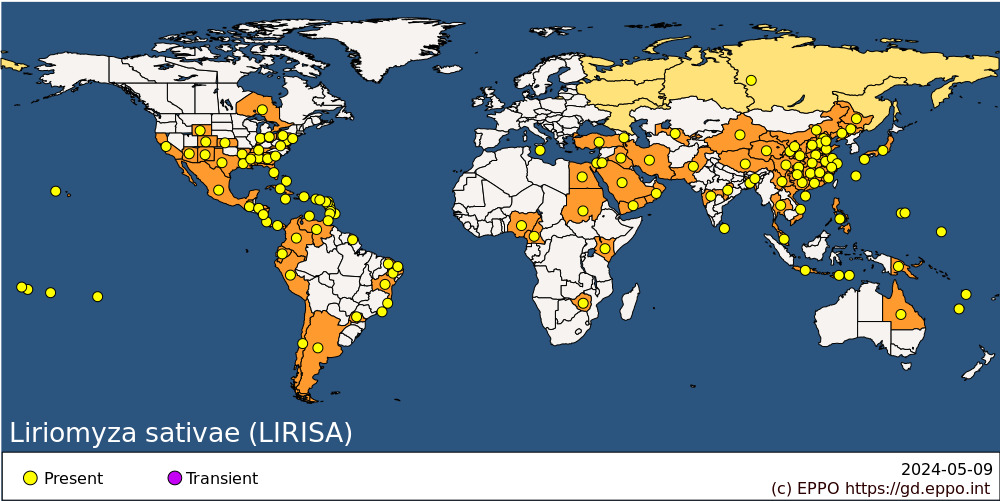 Liriomyza sativae (LIRISA)
Present
Transient
2024-05-09
(c) EPPO https://gd.eppo.int